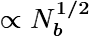 ∝ N_b^{1/2}